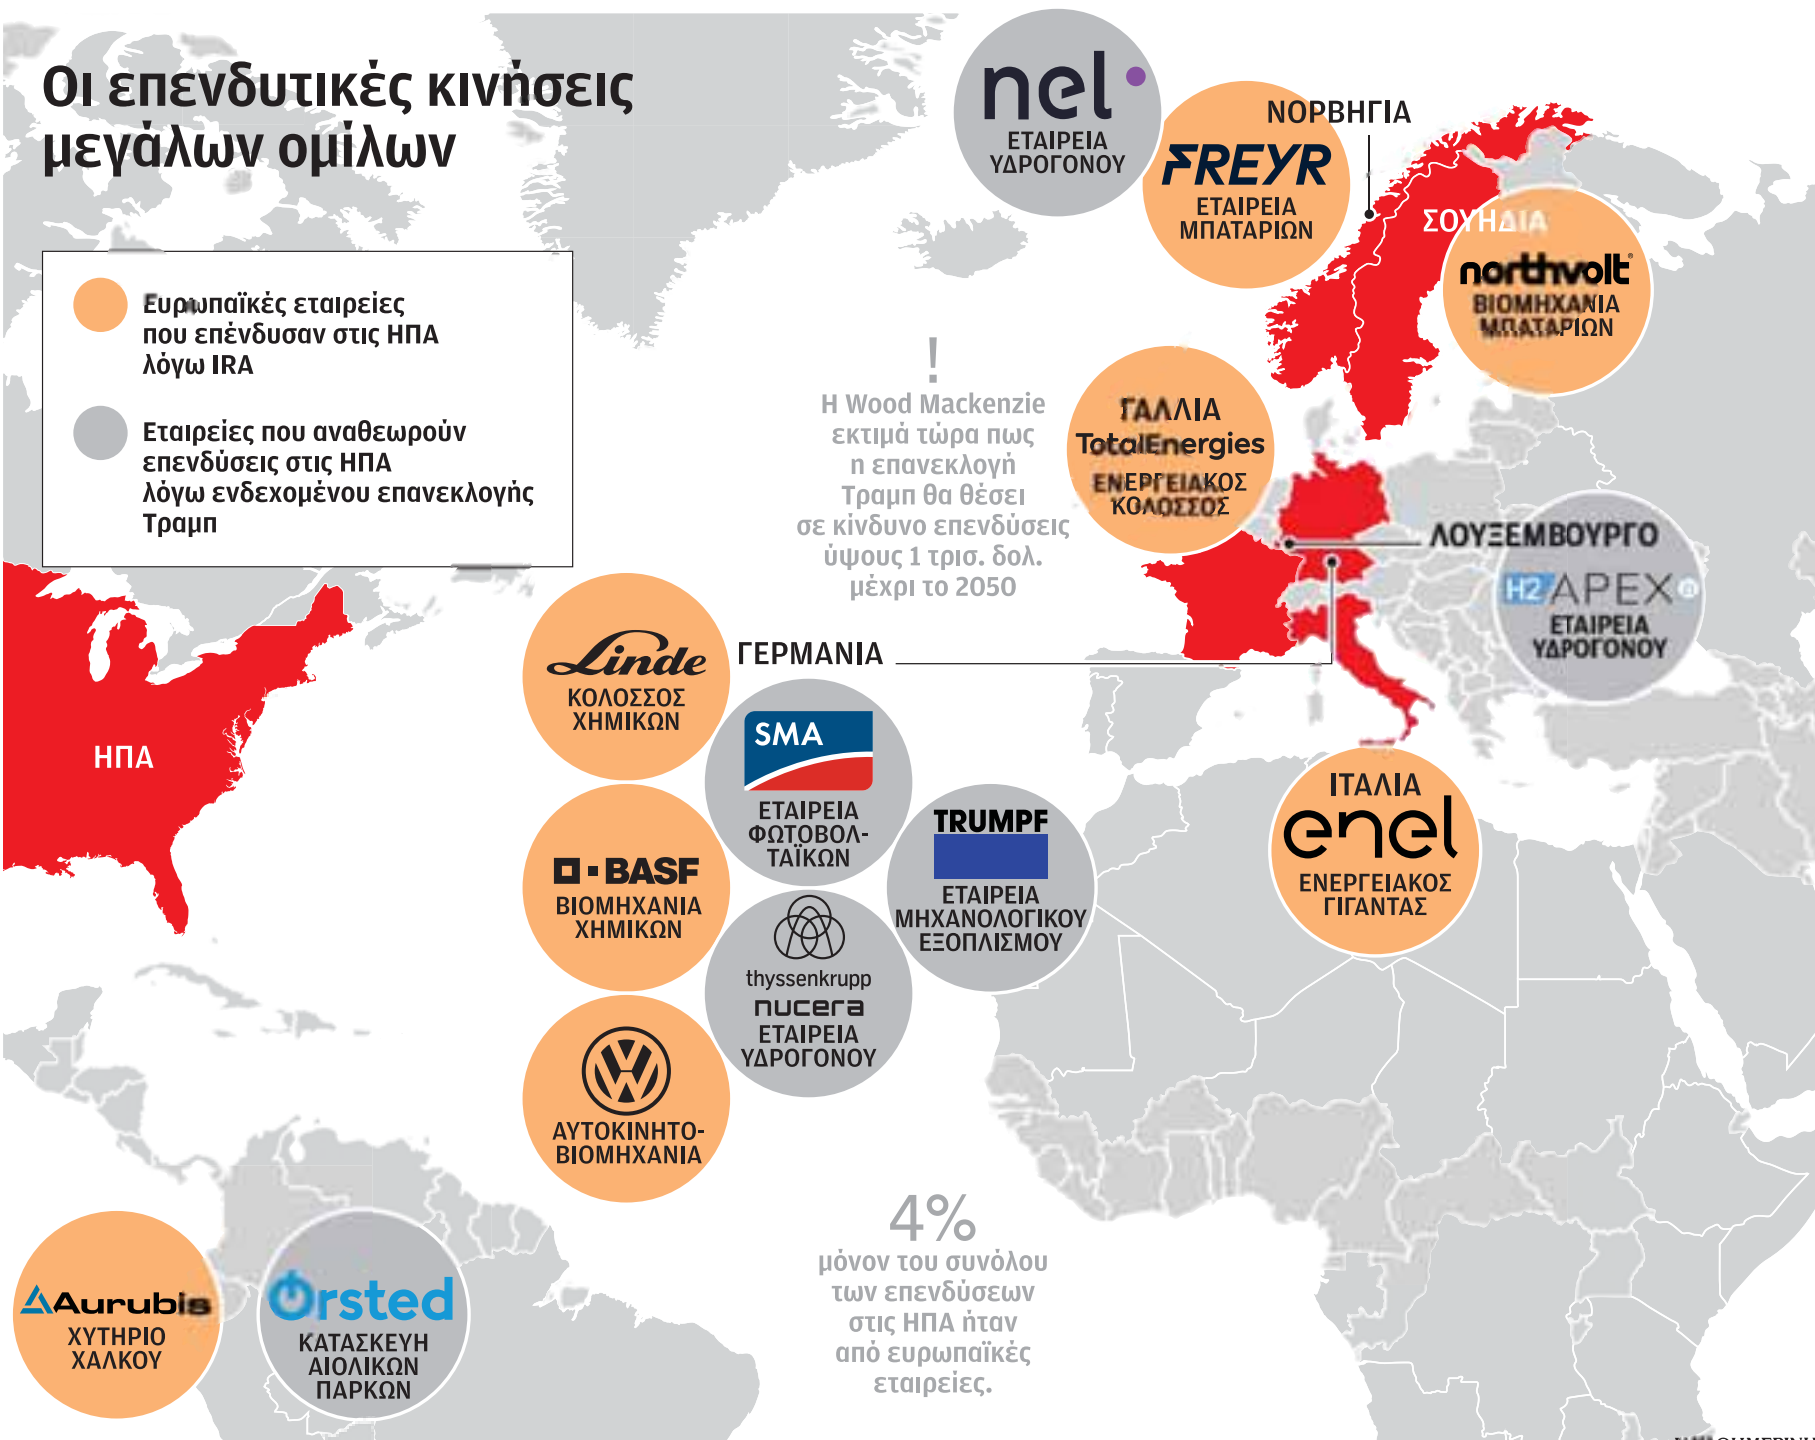 Οι επενδυτικές κινήσεις
μεγάλων ομίλων
Ευρωπαϊκές εταιρείες
που επένδυσαν στις ΗΠΑ
λόγω IRA
Εταιρείες που αναθεωρούν
επενδύσεις στις ΗΠΑ
λόγω ενδεχομένου επανεκλογής
Τραμπ
nel
ΕΤΑΙΡΕΙΑ
ΥΔΡΟΓΟΝΟΥ
FREYR
ΕΤΑΙΡΕΙΑ
ΜΠΑΤΑΡΙΩΝ
ΝΟΡΒΗΓΙΑ
ΣΟΥΗΔΙΑ
northvolt
ΒΙΟΜΗΧΑΝΙΑ
ΜΠΑΤΑΡΙΩΝ
!
Η Wood Mackenzie
εκτιμά τώρα πως
η επανεκλογή
Τραμπ θα θέσει
σε κίνδυνο επενδύσεις
ύψους 1 τρισ. δολ.
μέχρι το 2050
ΓΑΛΛΙΑ
TotalEnergies
ΕΝΕΡΓΕΙΑΚΟΣ
ΚΟΛΟΣΣΟΣ
ΛΟΥΞΕΜΒΟΥΡΓΟ
H2 APEX
ΕΤΑΙΡΕΙΑ
ΥΔΡΟΓΟΝΟΥ
ΓΕΡΜΑΝΙΑ
Linde
ΚΟΛΟΣΣΟΣ
ΧΗΜΙΚΩΝ
SMA
ΕΤΑΙΡΕΙΑ
ΦΩΤΟΒΟΛ-
ΤΑΪΚΩΝ
ΗΠΑ
BASF
ΒΙΟΜΗΧΑΝΙΑ
ΧΗΜΙΚΩΝ
TRUMPF
ΕΤΑΙΡΕΙΑ
ΜΗΧΑΝΟΛΟΓΙΚΟΥ
ΕΞΟΠΛΙΣΜΟΥ
ΙΤΑΛΙΑ
enel
ΕΝΕΡΓΕΙΑΚΟΣ
ΓΙΓΑΝΤΑΣ
thyssenkrupp
nucera
ΕΤΑΙΡΕΙΑ
ΥΔΡΟΓΟΝΟΥ
ΑΥΤΟΚΙΝΗΤΟ-
ΒΙΟΜΗΧΑΝΙΑ
Aurubis
ΧΥΤΗΡΙΟ
ΧΑΛΚΟΥ
Ørsted
ΚΑΤΑΣΚΕΥΗ
ΑΙΟΛΙΚΩΝ
ΠΑΡΚΩΝ
4%
μόνον του συνόλου
των επενδύσεων
στις ΗΠΑ ήταν
από ευρωπαϊκές
εταιρείες.